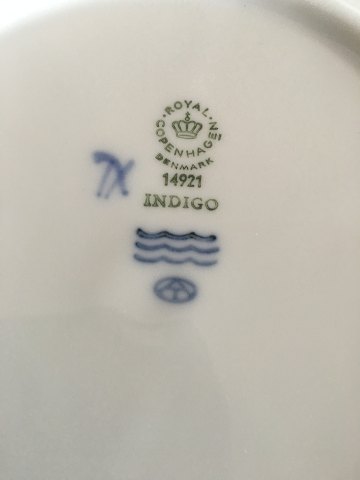 ROYAL
COPENHAGEN
DENMARK
14921
INDIGO